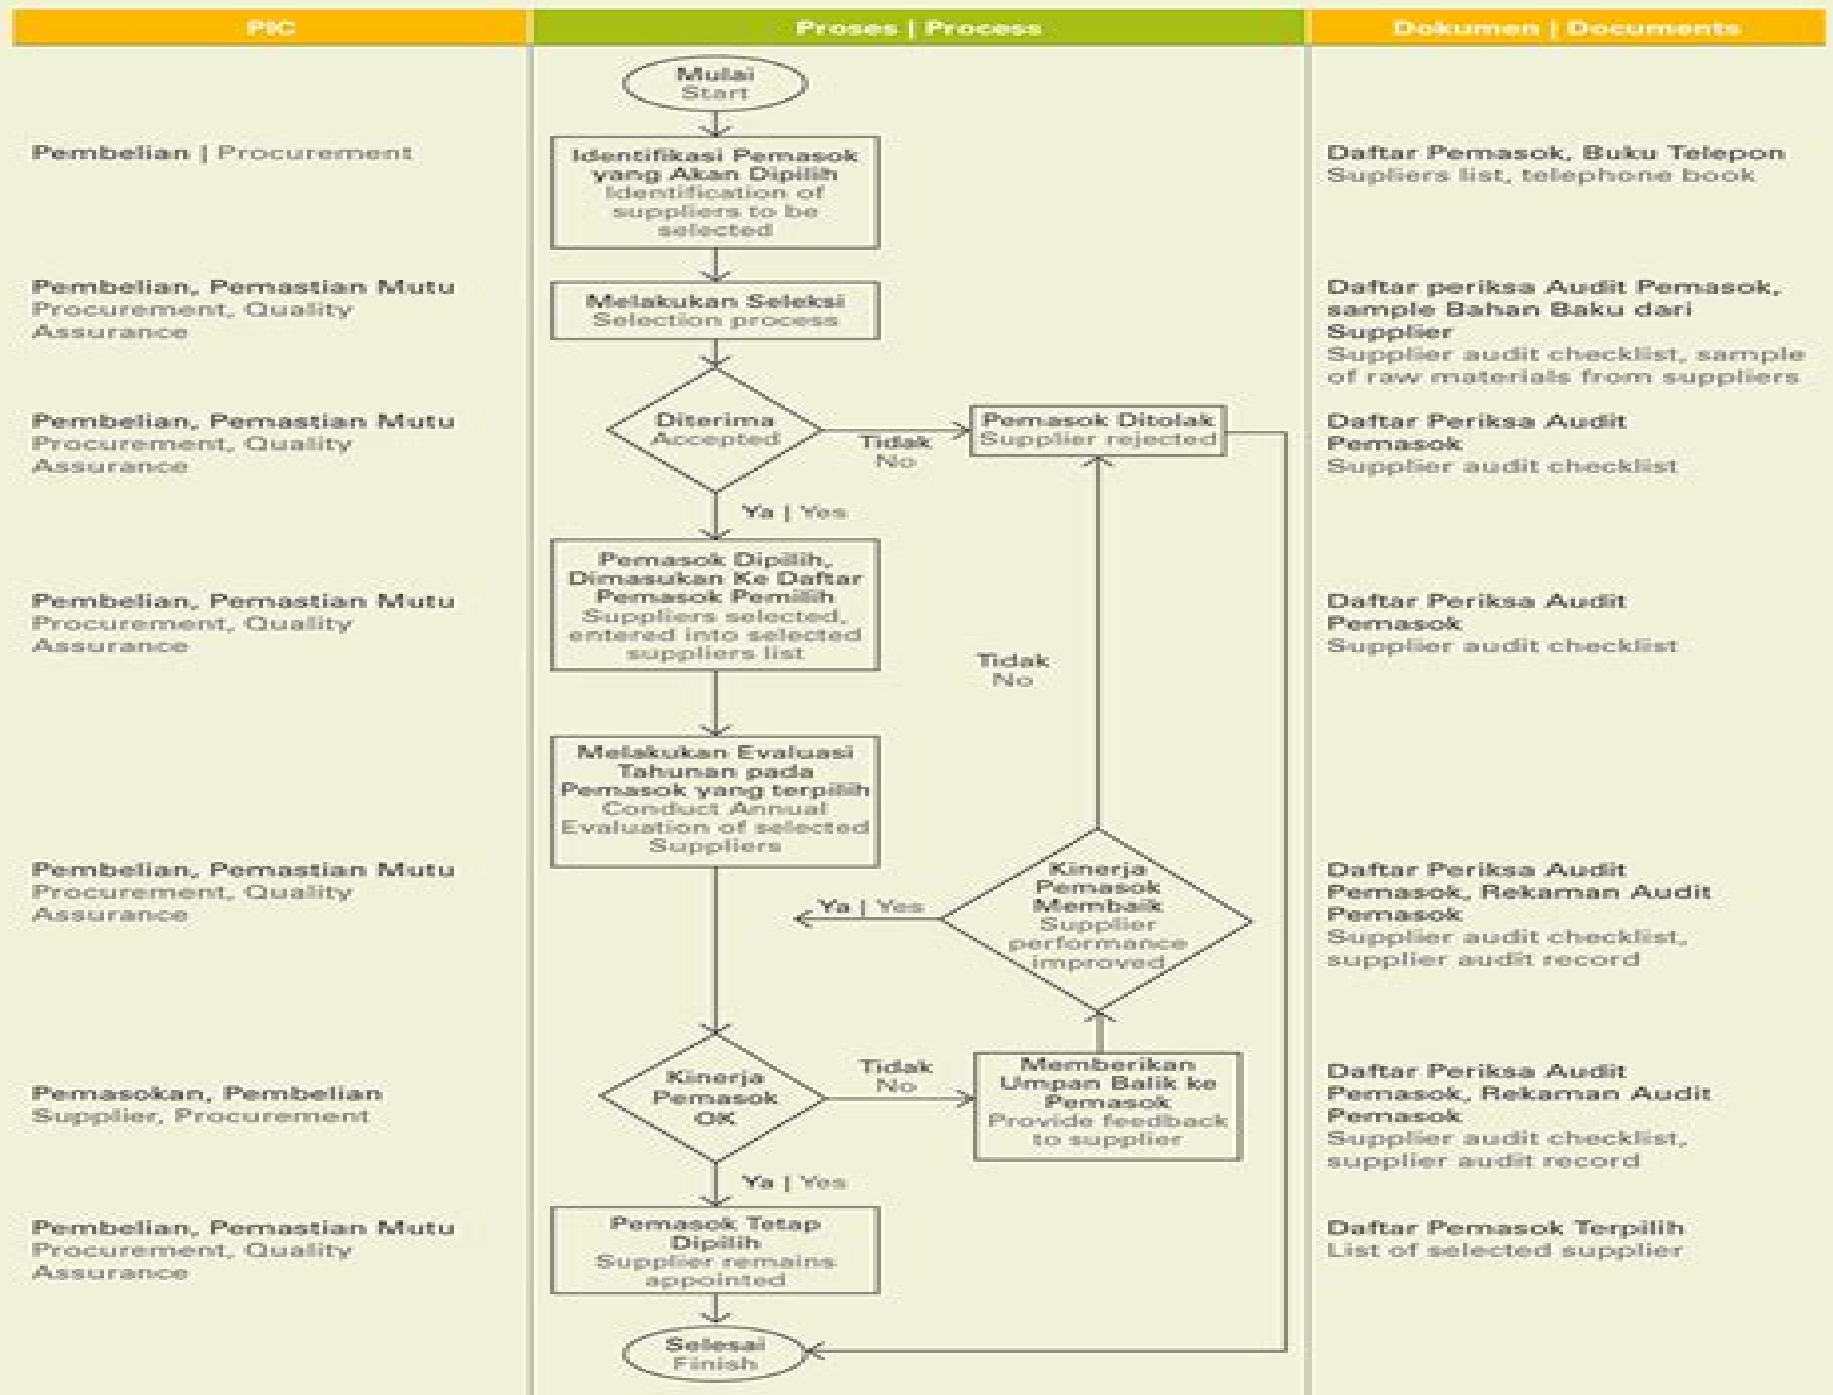 PIC
Proses | Process
Dokumen | Documents
Mulai
Start
Pembelian | Procurement
Identifikasi Pemasok
yang Akan Dipilih
Identification of
suppliers to be
selected
Daftar Pemasok, Buku Telepon
Supliers list, telephone book
Pembelian, Pemastian Mutu
Procurement, Quality
Assurance
Melakukan Seleksi
Selection process
Daftar periksa Audit Pemasok,
sample Bahan Baku dari
Supplier
Supplier audit checklist, sample
of raw materials from suppliers
Pembelian, Pemastian Mutu
Procurement, Quality
Assurance
Diterima
Accepted
Tidak
No
Pemasok Ditolak
Supplier rejected
Daftar Periksa Audit
Pemasok
Supplier audit checklist
Ya | Yes
Pembelian, Pemastian Mutu
Procurement, Quality
Assurance
Pemasok Dipilih,
Dimasukan Ke Daftar
Pemasok Pemilih
Suppliers selected,
entered into selected
suppliers list
Tidak
No
Daftar Periksa Audit
Pemasok
Supplier audit checklist
Melakukan Evaluasi
Tahunan pada
Pemasok yang terpilih
Conduct Annual
Evaluation of selected
Suppliers
Pembelian, Pemastian Mutu
Procurement, Quality
Assurance
Ya | Yes
Kinerja
Pemasok
Membaik
Supplier
performance
improved
Daftar Periksa Audit
Pemasok, Rekaman Audit
Pemasok
Supplier audit checklist,
supplier audit record
Pemasokan, Pembelian
Supplier, Procurement
Kinerja
Pemasok
OK
Tidak
No
Memberikan
Umpan Balik ke
Pemasok
Provide feedback
to supplier
Daftar Periksa Audit
Pemasok, Rekaman Audit
Pemasok
Supplier audit checklist,
supplier audit record
Ya | Yes
Pembelian, Pemastian Mutu
Procurement, Quality
Assurance
Pemasok Tetap
Dipilih
Supplier remains
appointed
Daftar Pemasok Terpilih
List of selected supplier
Selesai
Finish